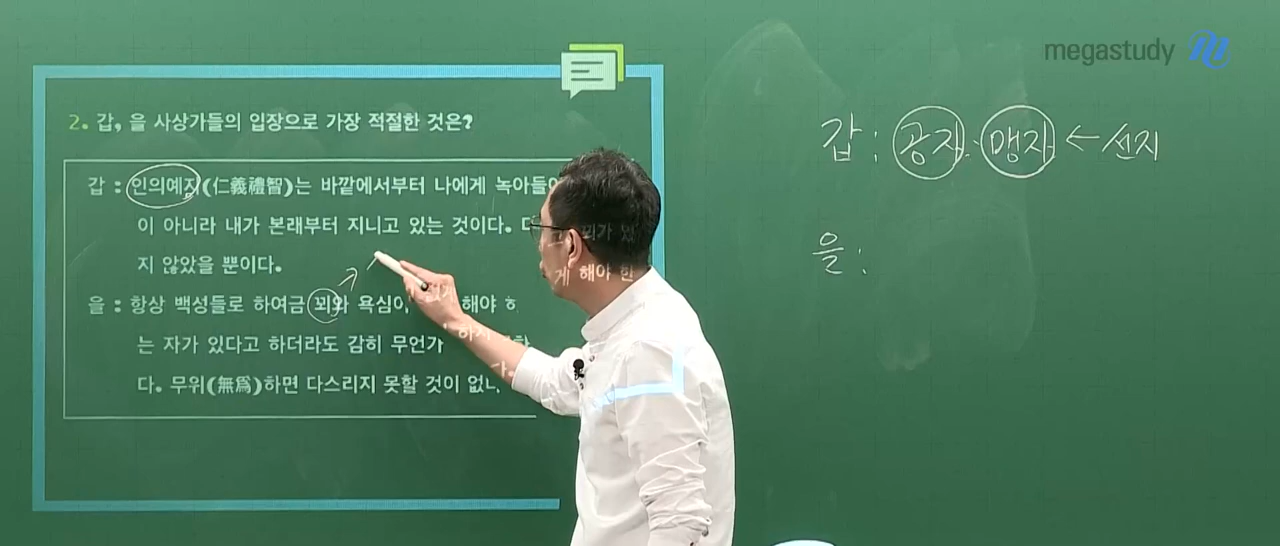 megastudy
2. 갑, 을 사상가들의 입장으로 가장 적절한 것은?
갑 : 인의예지(仁義禮智)는 바깥에서부터 나에게 녹아들어
이 아니라 내가 본래부터 지니고 있는 것이다.
지 않았을 뿐이다.
을 : 항상 백성들로 하여금 꾀와 욕심이 해야
는 자가 있다고 하더라도 감히 무언가
다. 무위(無爲)하면 다스리지 못할 것이 없
갑 : 공자·맹자 ← 선지
을 :